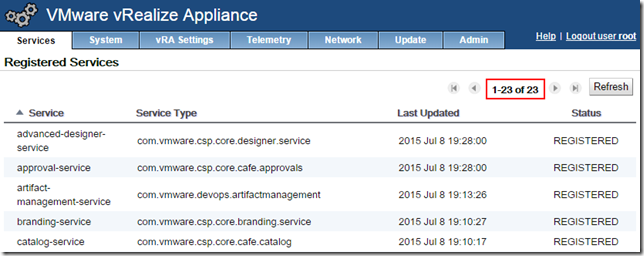 VMware vRealize Appliance
Services System vRA Settings Telemetry Network Update Admin Help | Logout user root
Registered Services
1-23 of 23 Refresh
Service Service Type Last Updated Status
advanced-designer-
service com.vmware.csp.core.designer.service 2015 Jul 8 19:28:00 REGISTERED
approval-service com.vmware.csp.core.cafe.approvals 2015 Jul 8 19:28:00 REGISTERED
artifact-
management-service com.vmware.devops.artifactmanagement 2015 Jul 8 19:13:26 REGISTERED
branding-service com.vmware.csp.core.branding.service 2015 Jul 8 19:10:27 REGISTERED
catalog-service com.vmware.csp.core.cafe.catalog 2015 Jul 8 19:10:17 REGISTERED